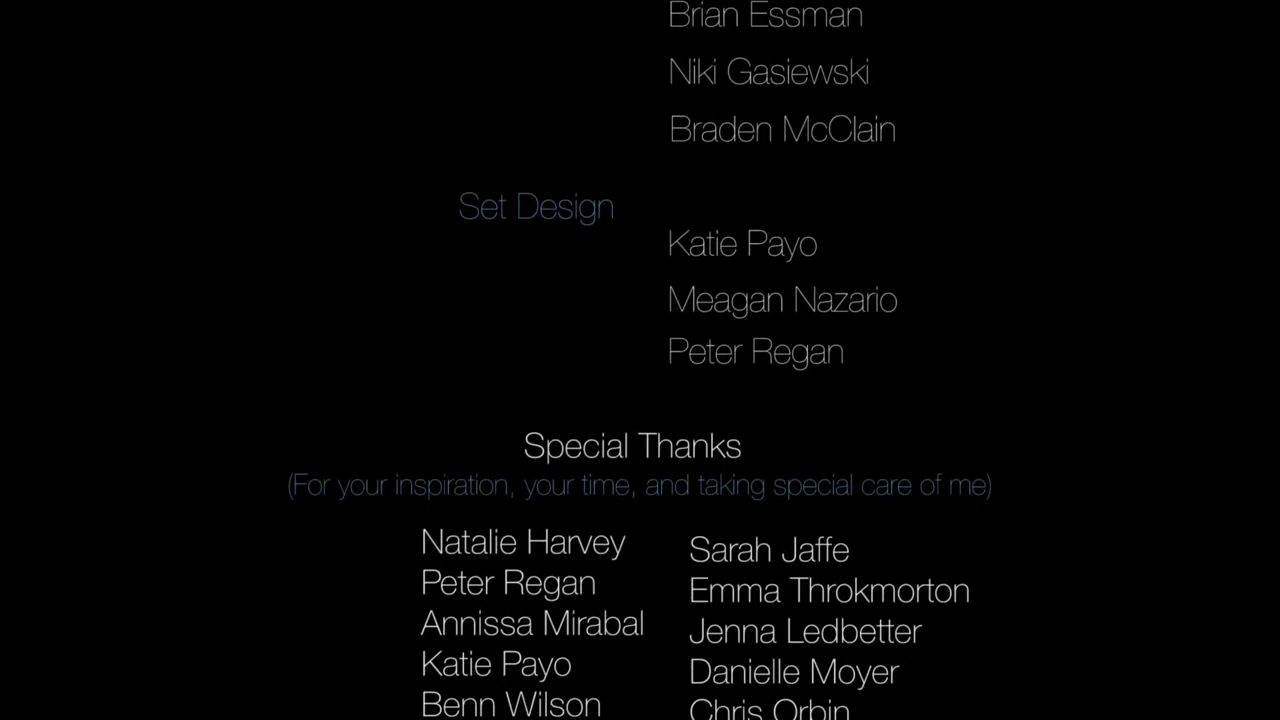 Brian Essman
Niki Gasiewski
Braden McClain
Set Design
Katie Payo
Meagan Nazario
Peter Regan
Special Thanks
(For your inspiration, your time, and taking special care of me)
Natalie Harvey
Peter Regan
Annissa Mirabal
Katie Payo
Benn Wilson
Sarah Jaffe
Emma Throkmorton
Jenna Ledbetter
Danielle Moyer
Chris Orbin